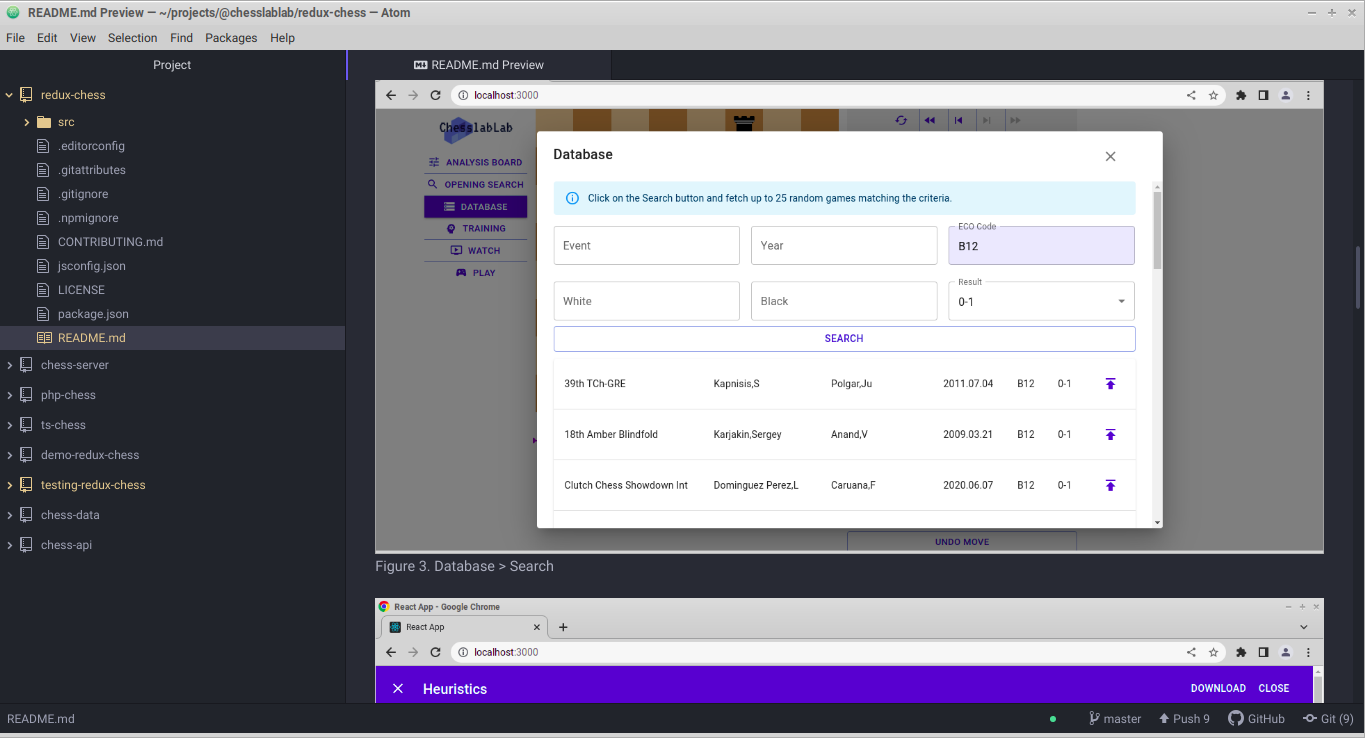 README.md Preview — ~/projects/@chesslablab/redux-chess — Atom
File Edit View Selection Find Packages Help
Project
README.md Preview
redux-chess
src
.editorconfig
.gitattributes
.gitignore
.npmignore
CONTRIBUTING.md
jsconfig.json
LICENSE
package.json
README.md
chess-server
php-chess
ts-chess
demo-redux-chess
testing-redux-chess
chess-data
chess-api
localhost:3000
ChesslabLab
ANALYSIS BOARD
OPENING SEARCH
DATABASE
TRAINING
WATCH
PLAY
Database
Click on the Search button and fetch up to 25 random games matching the criteria.
Event Year ECO Code B12
White Black Result 0-1
SEARCH
39th TCh-GRE Kapnisis,S Polgar,Ju 2011.07.04 B12 0-1
18th Amber Blindfold Karjakin,Sergey Anand,V 2009.03.21 B12 0-1
Clutch Chess Showdown Int Dominguez Perez,L Caruana,F 2020.06.07 B12 0-1
UNDO MOVE
Figure 3. Database > Search
React App - Google Chrome
React App
localhost:3000
Heuristics DOWNLOAD CLOSE
README.md master Push 9 GitHub Git (9)